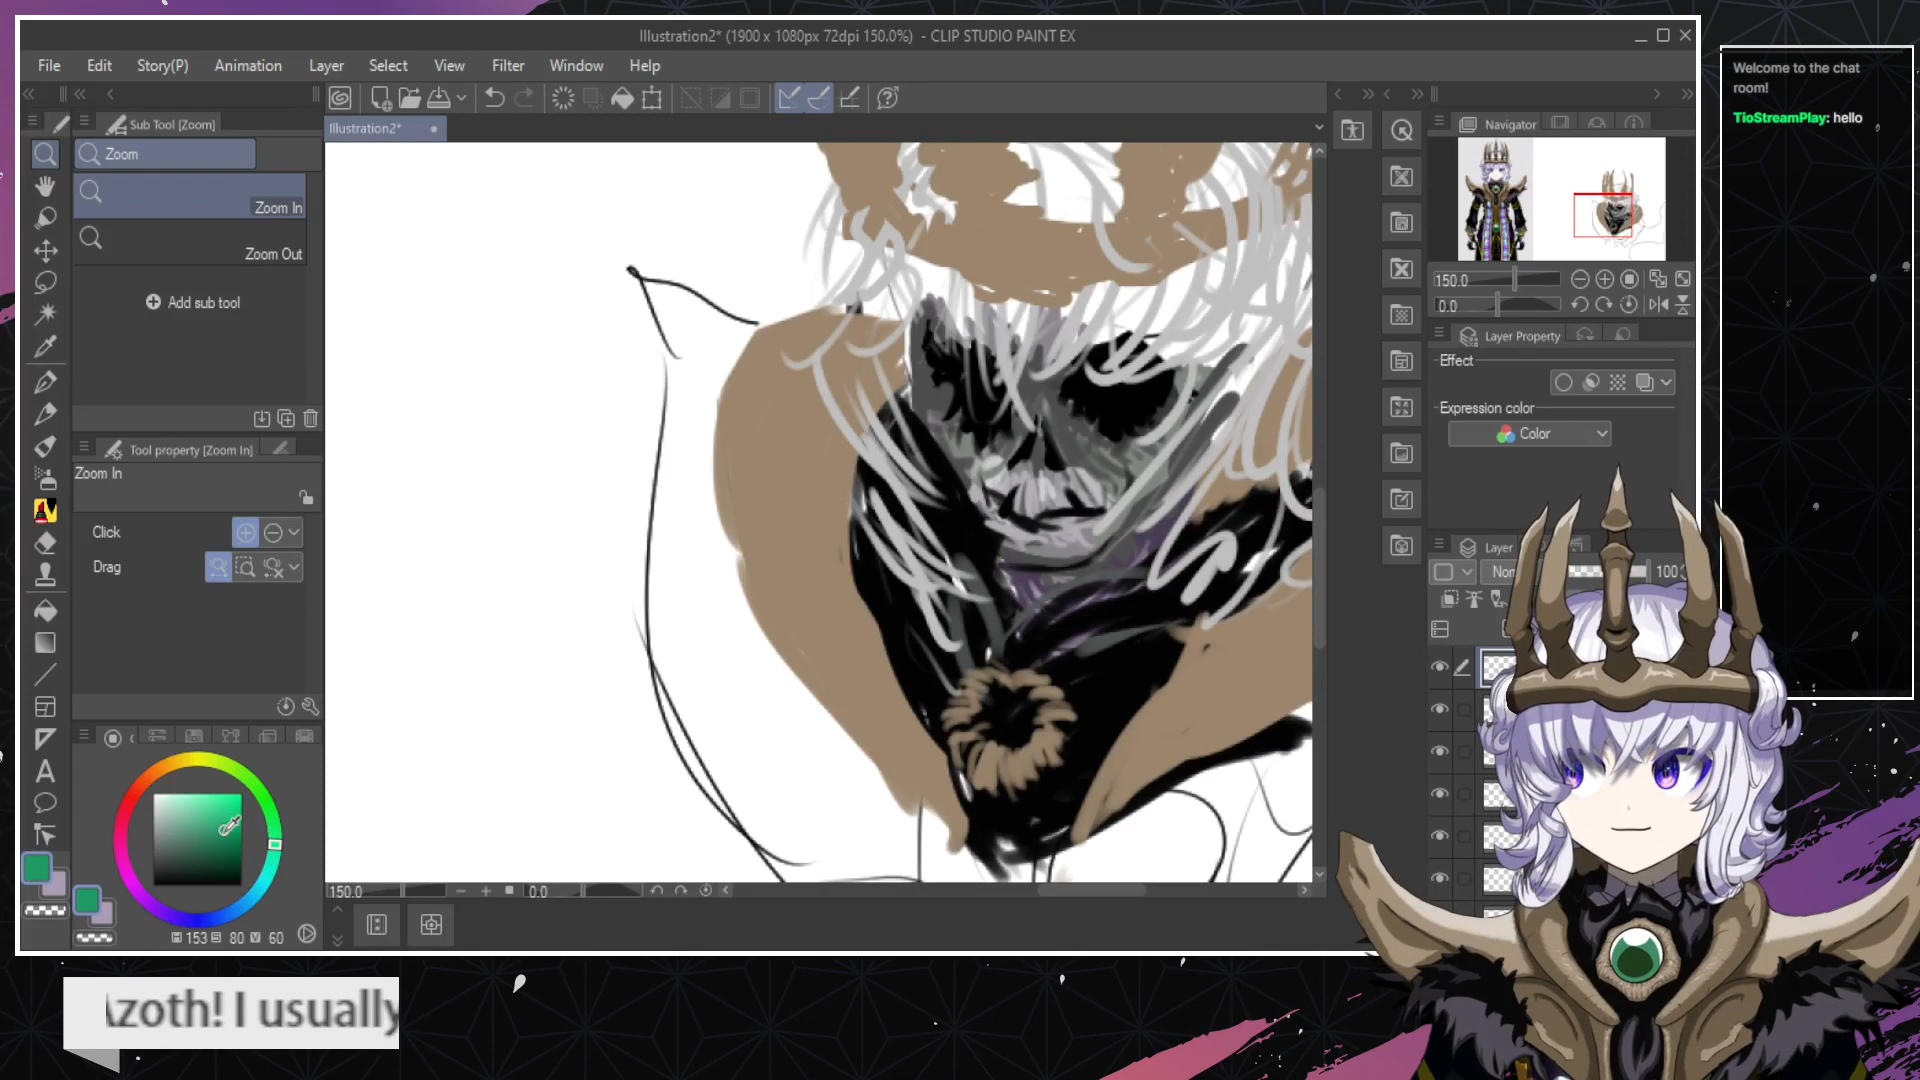 Illustration2* (1900 x 1080px 72dpi 150.0%) - CLIP STUDIO PAINT EX
File Edit Story(P) Animation Layer Select View Filter Window Help
Sub Tool [Zoom]
Zoom
Zoom In
Zoom Out
Add sub tool
Tool property [Zoom In]
Zoom In
Click
Drag
153 80 60
Illustration2*
150.0 0.0
Navigator
150.0
0.0
Layer Property
Effect
Expression color
Color
Layer
100
Welcome to the chat
room!
TioStreamPlay: hello
Azoth! I usually